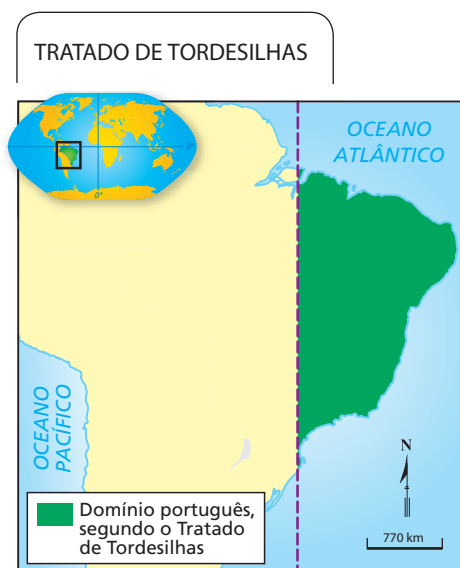 TRATADO DE TORDESILHAS
0°
0°
OCEANO
ATLÂNTICO
OCEANO
PACÍFICO
N
770 km
Domínio português,
segundo o Tratado
de Tordesilhas